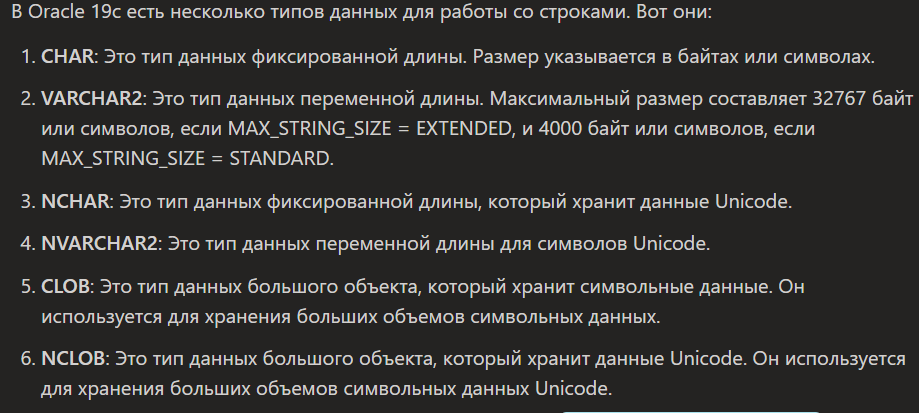 В Oracle 19c есть несколько типов данных для работы со строками. Вот они:
1. CHAR: Это тип данных фиксированной длины. Размер указывается в байтах или символах.
2. VARCHAR2: Это тип данных переменной длины. Максимальный размер составляет 32767 байт
или символов, если MAX_STRING_SIZE = EXTENDED, и 4000 байт или символов, если
MAX_STRING_SIZE = STANDARD.
3. NCHAR: Это тип данных фиксированной длины, который хранит данные Unicode.
4. NVARCHAR2: Это тип данных переменной длины для символов Unicode.
5. CLOB: Это тип данных большого объекта, который хранит символьные данные. Он
используется для хранения больших объемов символьных данных.
6. NCLOB: Это тип данных большого объекта, который хранит данные Unicode. Он используется
для хранения больших объемов символьных данных Unicode.